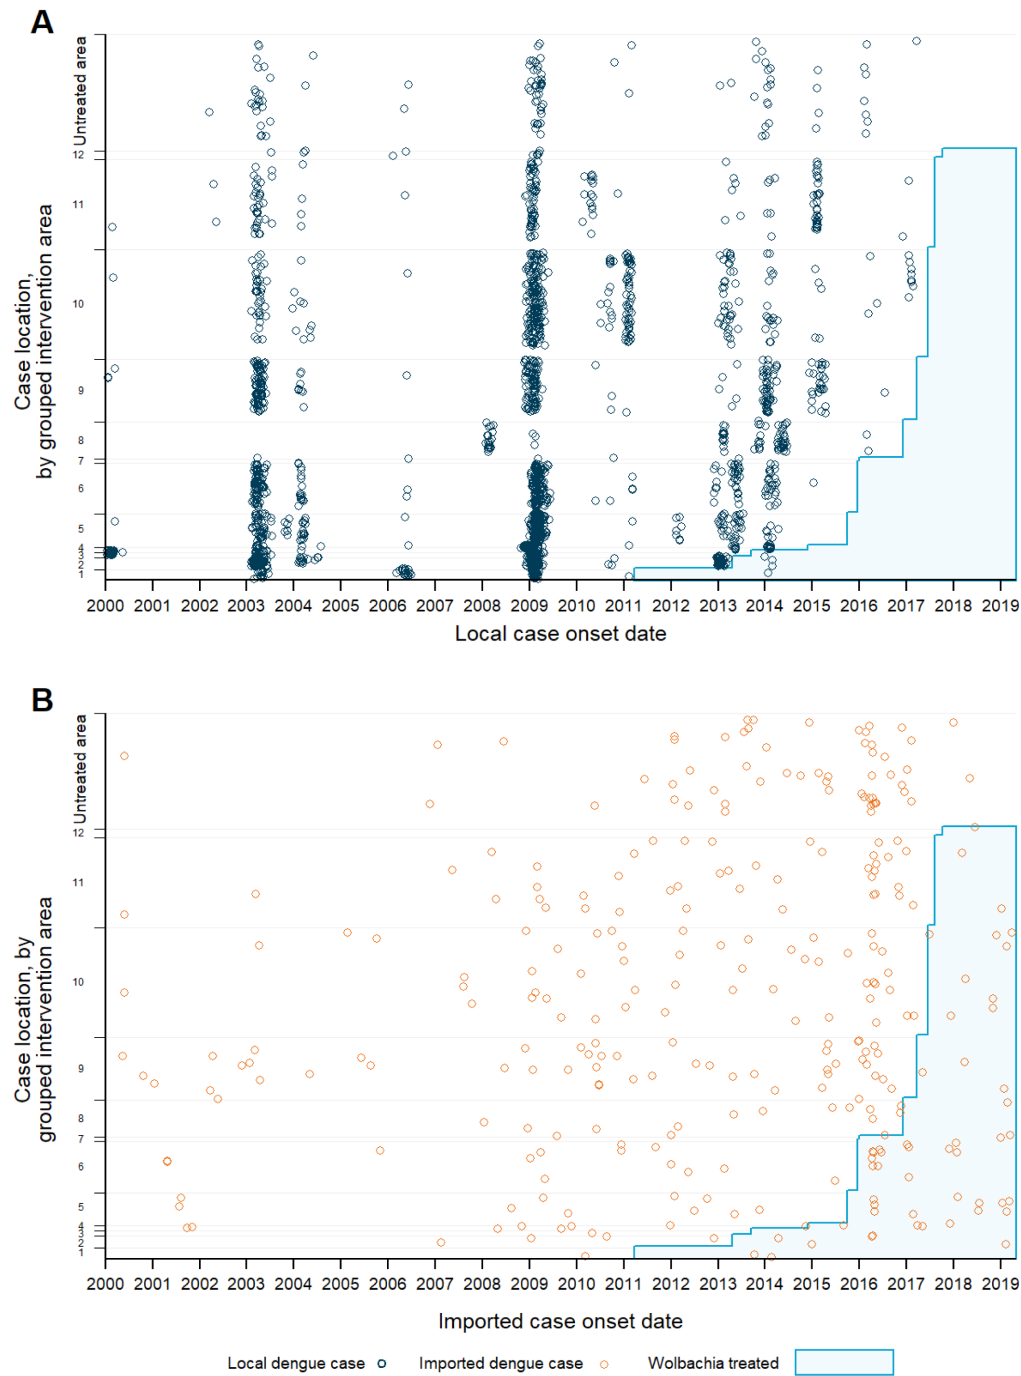 A
Case location,
by grouped intervention area
Untreated area
12
11
10
9
8
7
6
5
4
3
2
1
2000 2001 2002 2003 2004 2005 2006 2007 2008 2009 2010 2011 2012 2013 2014 2015 2016 2017 2018 2019
Local case onset date
B
Case location, by
grouped intervention area
Untreated area
12
11
10
9
8
7
6
5
4
3
2
1
2000 2001 2002 2003 2004 2005 2006 2007 2008 2009 2010 2011 2012 2013 2014 2015 2016 2017 2018 2019
Imported case onset date
Local dengue case Imported dengue case Wolbachia treated